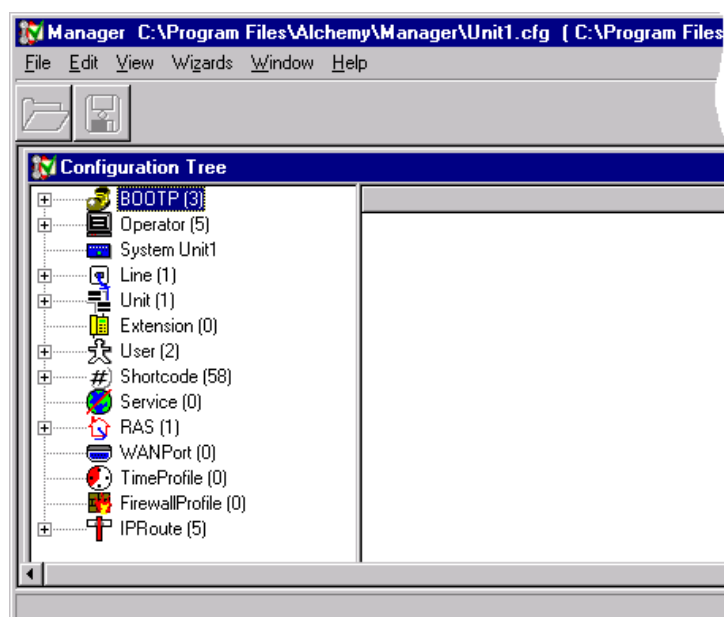 Manager C:\Program Files\Alchemy\Manager\Unit1.cfg ( C:\Program Files
File Edit View Wizards Window Help
Configuration Tree
BOOTP (3)
Operator (5)
System Unit1
Line (1)
Unit (1)
Extension (0)
User (2)
Shortcode (58)
Service (0)
RAS (1)
WANPort (0)
TimeProfile (0)
FirewallProfile (0)
IPRoute (5)